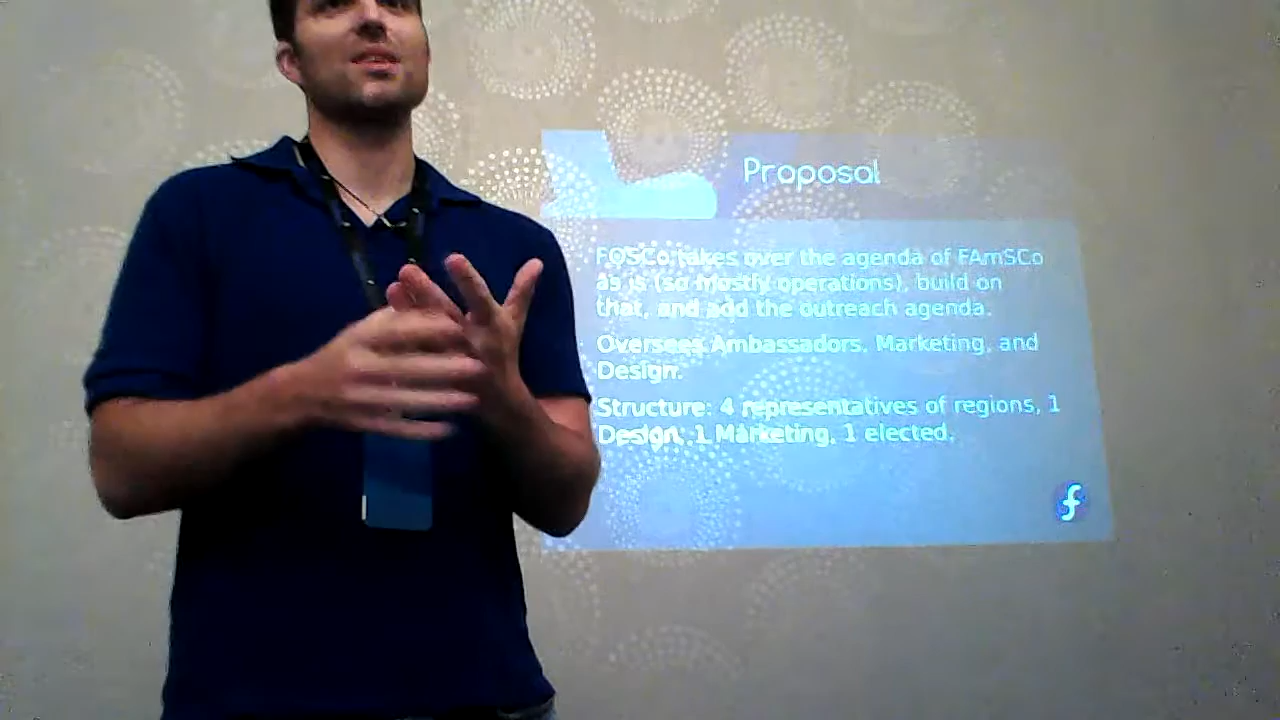 Proposal
FOSCo takes over the agenda of FAmSCo
as is (so mostly operations), build on
that, and add the outreach agenda.
Oversees Ambassadors, Marketing, and
Design.
Structure: 4 representatives of regions, 1
Design, 1 Marketing, 1 elected.